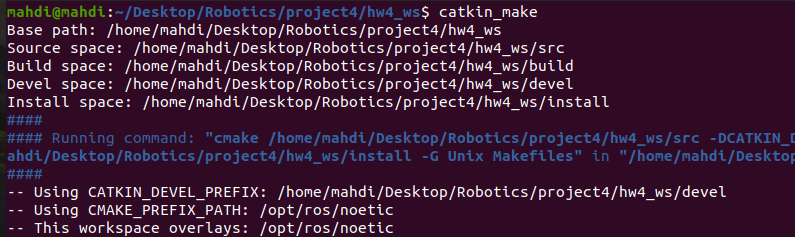 mahdi@mahdi:~/Desktop/Robotics/project4/hw4_ws$ catkin_make
Base path: /home/mahdi/Desktop/Robotics/project4/hw4_ws
Source space: /home/mahdi/Desktop/Robotics/project4/hw4_ws/src
Build space: /home/mahdi/Desktop/Robotics/project4/hw4_ws/build
Devel space: /home/mahdi/Desktop/Robotics/project4/hw4_ws/devel
Install space: /home/mahdi/Desktop/Robotics/project4/hw4_ws/install
####
#### Running command: "cmake /home/mahdi/Desktop/Robotics/project4/hw4_ws/src -DCATKIN_D
ahdi/Desktop/Robotics/project4/hw4_ws/install -G Unix Makefiles" in "/home/mahdi/Desktop
####
-- Using CATKIN_DEVEL_PREFIX: /home/mahdi/Desktop/Robotics/project4/hw4_ws/devel
-- Using CMAKE_PREFIX_PATH: /opt/ros/noetic
-- This workspace overlays: /opt/ros/noetic